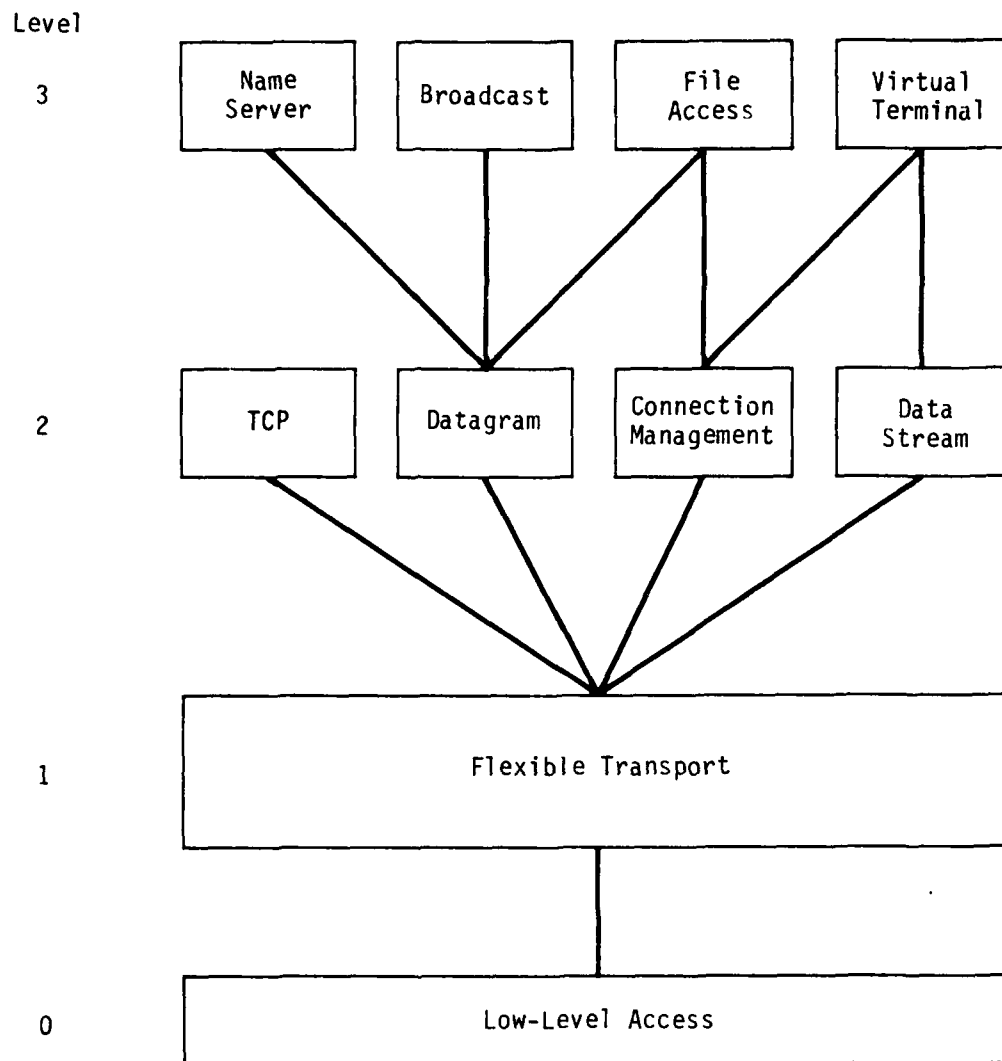 Level
3
Name
Server
Broadcast
File
Access
Virtual
Terminal
2
TCP
Datagram
Connection
Management
Data
Stream
1
Flexible Transport
0
Low-Level Access